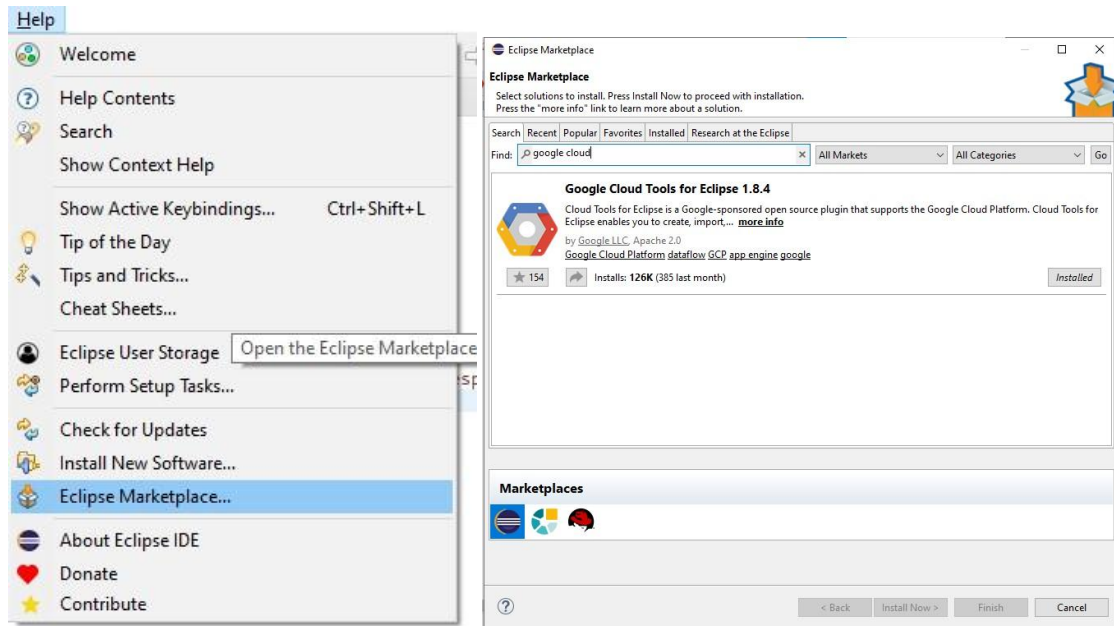 Help
Welcome
Help Contents
Search
Show Context Help
Show Active Keybindings... Ctrl+Shift+L
Tip of the Day
Tips and Tricks...
Cheat Sheets...
Eclipse User Storage
Open the Eclipse Marketplace
Perform Setup Tasks...
Check for Updates
Install New Software...
Eclipse Marketplace...
About Eclipse IDE
Donate
Contribute
Eclipse Marketplace
Eclipse Marketplace
Select solutions to install. Press Install Now to proceed with installation.
Press the "more info" link to learn more about a solution.
Search Recent Popular Favorites Installed Research at the Eclipse
Find: google cloud All Markets All Categories Go
Google Cloud Tools for Eclipse 1.8.4
Cloud Tools for Eclipse is a Google-sponsored open source plugin that supports the Google Cloud Platform. Cloud Tools for
Eclipse enables you to create, import,... more info
by Google LLC, Apache 2.0
Google Cloud Platform dataflow GCP app engine google
154 Installs: 126K (385 last month) Installed
Marketplaces
< Back Install Now > Finish Cancel